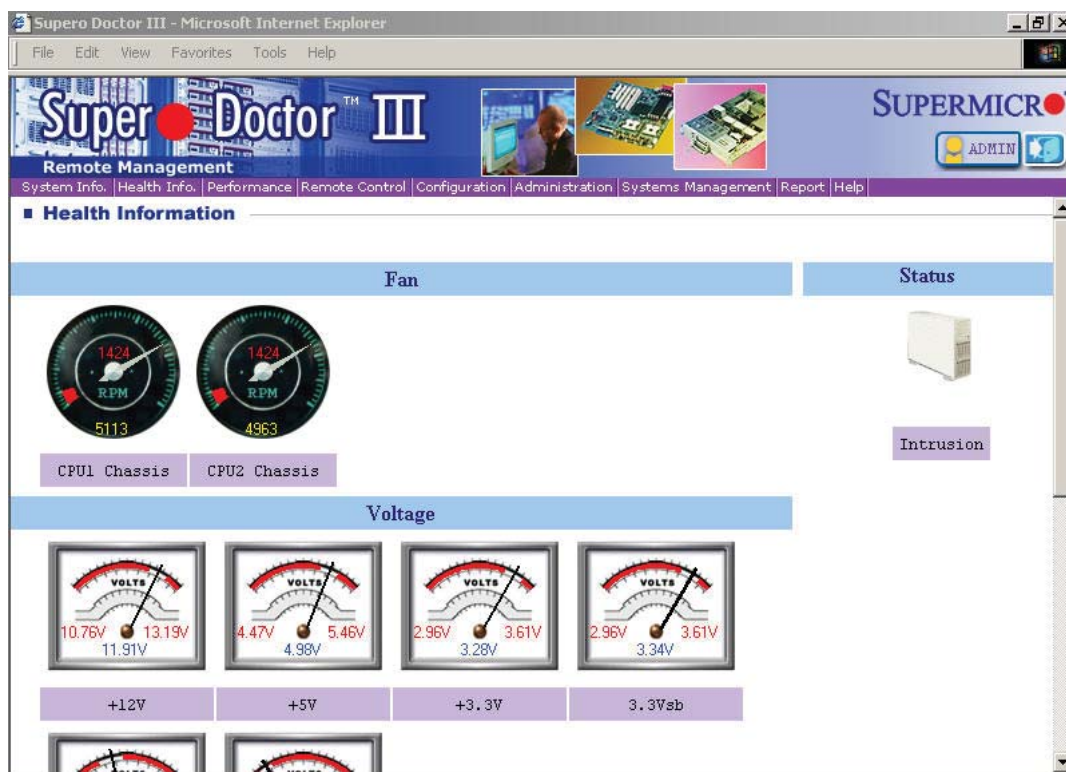 Supero Doctor III - Microsoft Internet Explorer
File Edit View Favorites Tools Help
Super Doctor ™ III
SUPERMICR
ADMIN
Remote Management
System Info. Health Info. Performance Remote Control Configuration Administration Systems Management Report Help
Health Information
Fan
Status
1424
RPM
5113
1424
RPM
4963
CPU1 Chassis CPU2 Chassis
Intrusion
Voltage
VOLTS
10.76V 13.19V
11.91V
VOLTS
4.47V 5.46V
4.98V
VOLTS
2.96V 3.61V
3.28V
VOLTS
2.96V 3.61V
3.34V
+12V +5V +3.3V 3.3Vsb